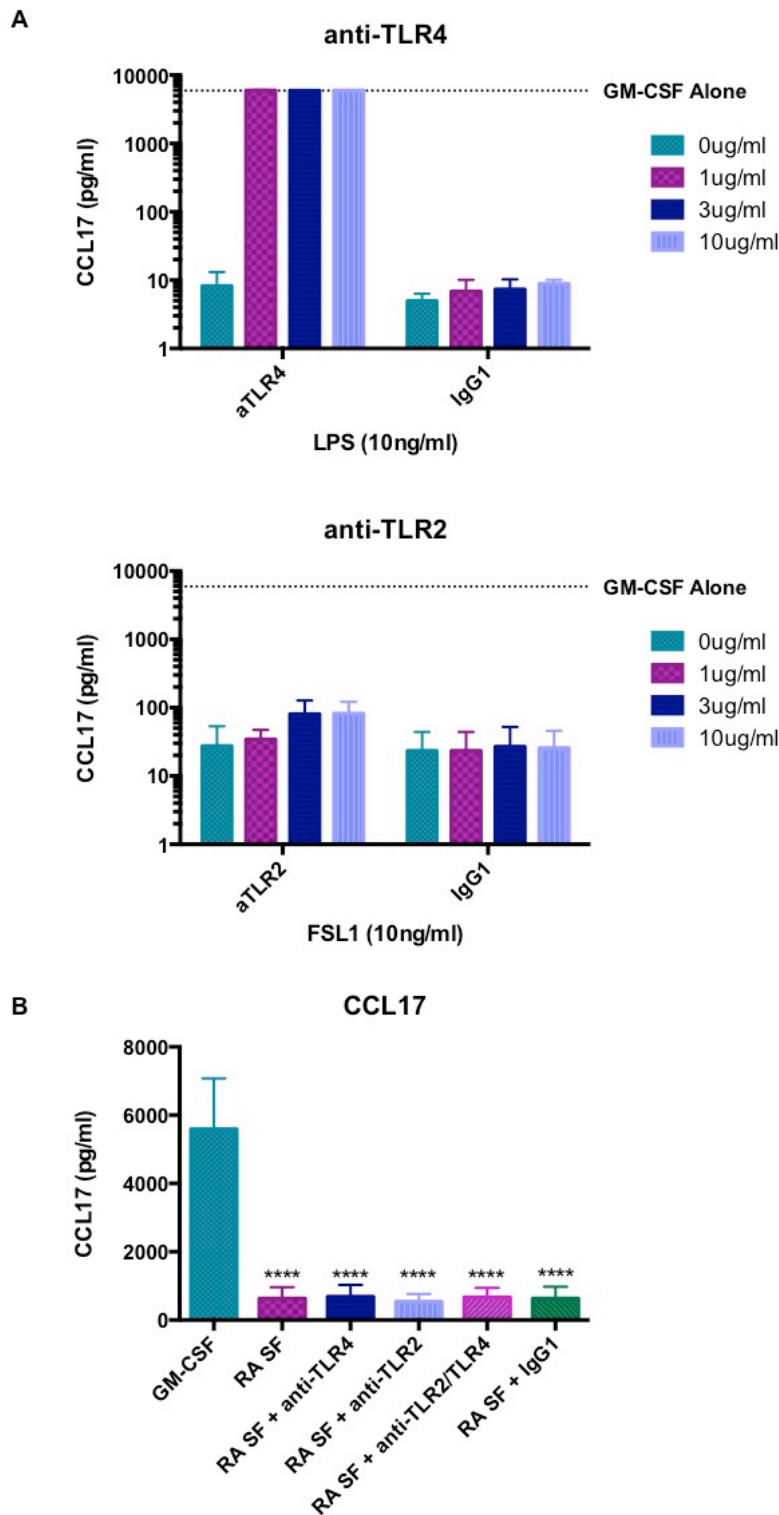 A
anti-TLR4
10000
1000
100
10
1
CCL17 (pg/ml)
GM-CSF Alone
0ug/ml
1ug/ml
3ug/ml
10ug/ml
aTLR4
IgG1
LPS (10ng/ml)
anti-TLR2
10000
1000
100
10
1
CCL17 (pg/ml)
GM-CSF Alone
0ug/ml
1ug/ml
3ug/ml
10ug/ml
aTLR2
IgG1
FSL1 (10ng/ml)
B
CCL17
8000
6000
4000
2000
0
CCL17 (pg/ml)
**** **** **** **** ****
GM-CSF
RA SF
RA SF + anti-TLR4
RA SF + anti-TLR2
RA SF + anti-TLR2/TLR4
RA SF + IgG1